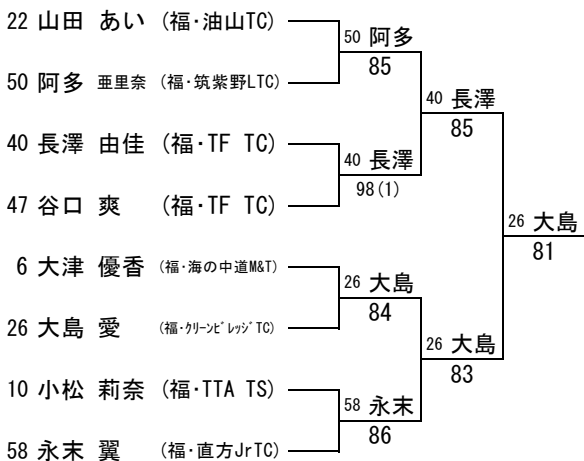 22 山田 あい (福・油山TC)
50 阿多 亜里奈 (福・筑紫野LTC)
40 長澤 由佳 (福・TF TC)
47 谷口 爽 (福・TF TC)
6 大津 優香 (福・海の中道M&T)
26 大島 愛 (福・ｸﾘｰﾝﾋﾞﾚｯｼﾞTC)
10 小松 莉奈 (福・TTA TS)
58 永末 翼 (福・直方JrTC)
50 阿多
85
40 長澤
98(1)
26 大島
84
58 永末
86
40 長澤
85
26 大島
83
26 大島
81